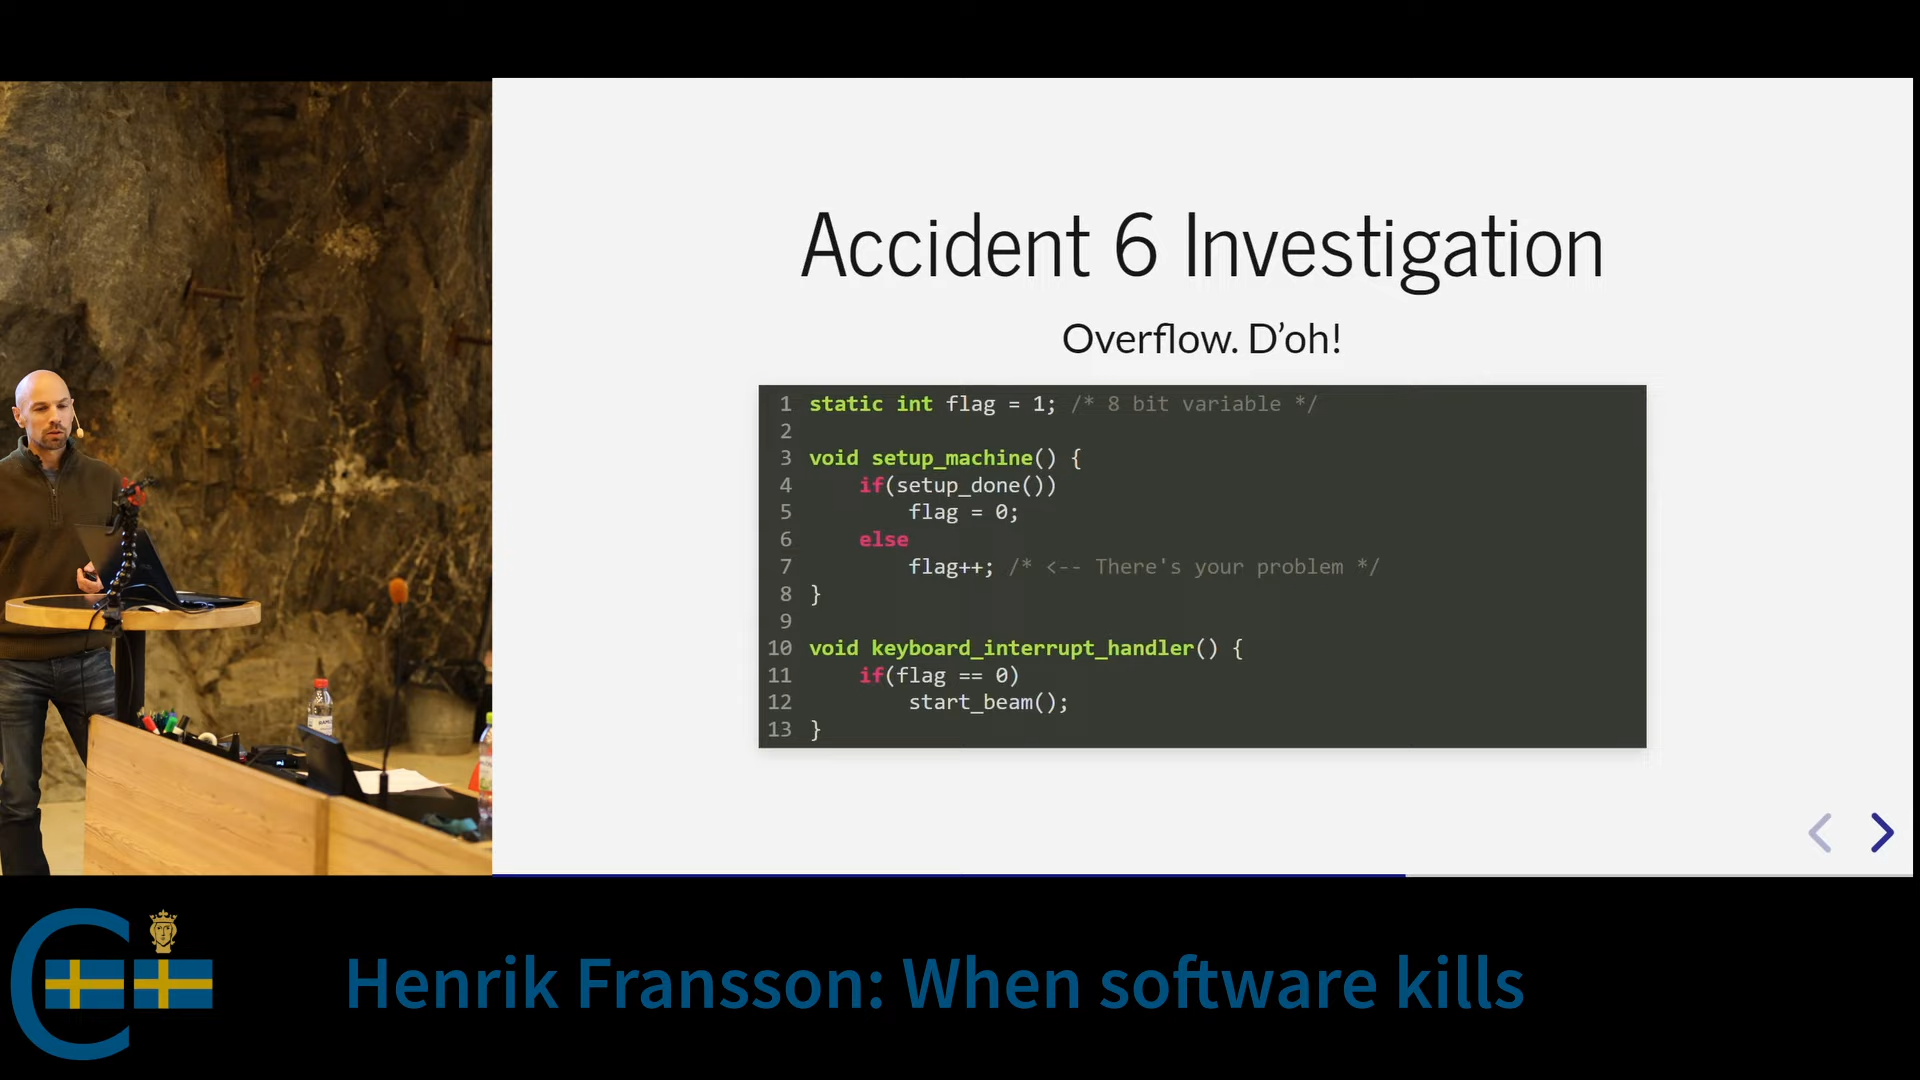 Accident 6 Investigation
Overflow. D’oh!
1 static int flag = 1; /* 8 bit variable */
2
3 void setup_machine() {
4     if(setup_done())
5         flag = 0;
6     else
7         flag++; /* <-- There's your problem */
8 }
9
10 void keyboard_interrupt_handler() {
11     if(flag == 0)
12         start_beam();
13 }
Henrik Fransson: When software kills